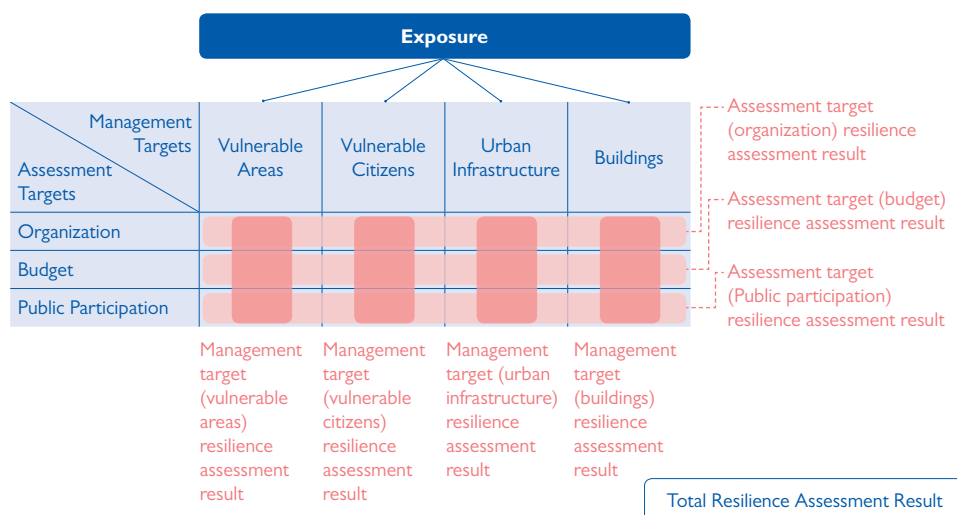 Exposure
Management
Targets
Assessment
Targets
Vulnerable
Areas
Vulnerable
Citizens
Urban
Infrastructure
Buildings
Organization
Budget
Public Participation
Assessment target
(organization) resilience
assessment result
Assessment target (budget)
resilience assessment result
Assessment target
(Public participation)
resilience assessment result
Management
target
(vulnerable
areas)
resilience
assessment
result
Management
target
(vulnerable
citizens)
resilience
assessment
result
Management
target (urban
infrastructure)
resilience
assessment
result
Management
target
(buildings)
resilience
assessment
result
Total Resilience Assessment Result